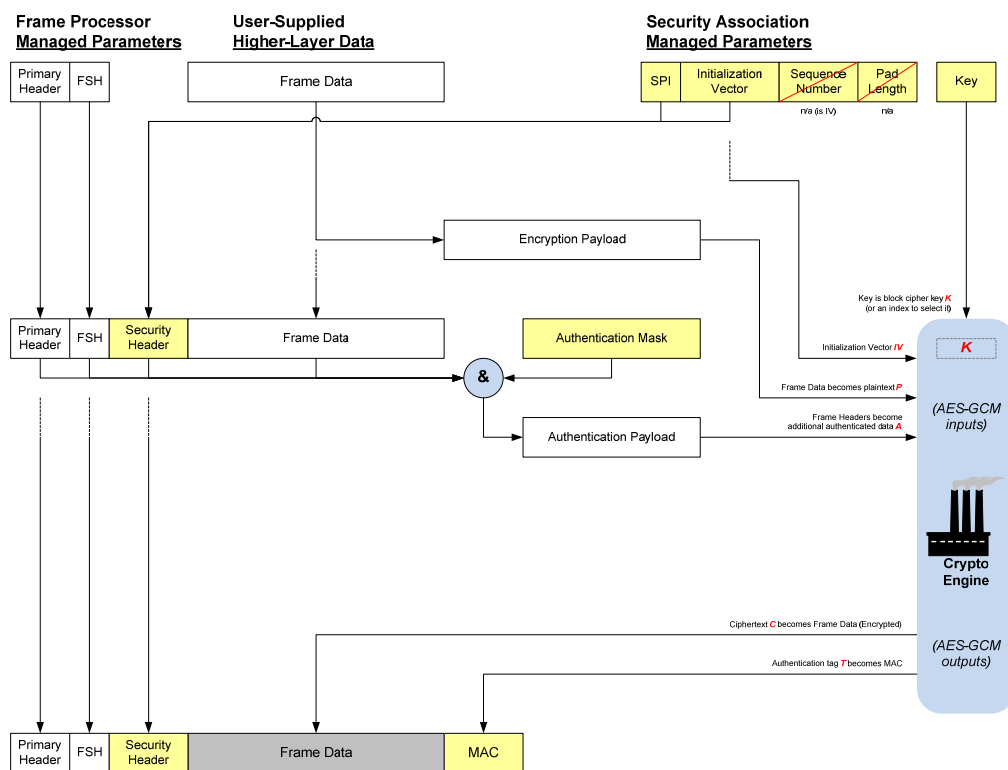 Frame Processor
Managed Parameters
User-Supplied
Higher-Layer Data
Security Association
Managed Parameters
Primary
Header
FSH
Frame Data
SPI
Initialization
Vector
Sequence
Number
Pad
Length
Key
n/a (is IV)
n/a
Encryption Payload
Key is block cipher key K
(or an index to select it)
Primary
Header
FSH
Security
Header
Frame Data
Authentication Mask
Initialization Vector IV
K
&
Frame Data becomes plaintext P
(AES-GCM
inputs)
Frame Headers become
additional authenticated data A
Authentication Payload
Crypto
Engine
Ciphertext C becomes Frame Data (Encrypted)
(AES-GCM
outputs)
Authentication tag T becomes MAC
Primary
Header
FSH
Security
Header
Frame Data
MAC